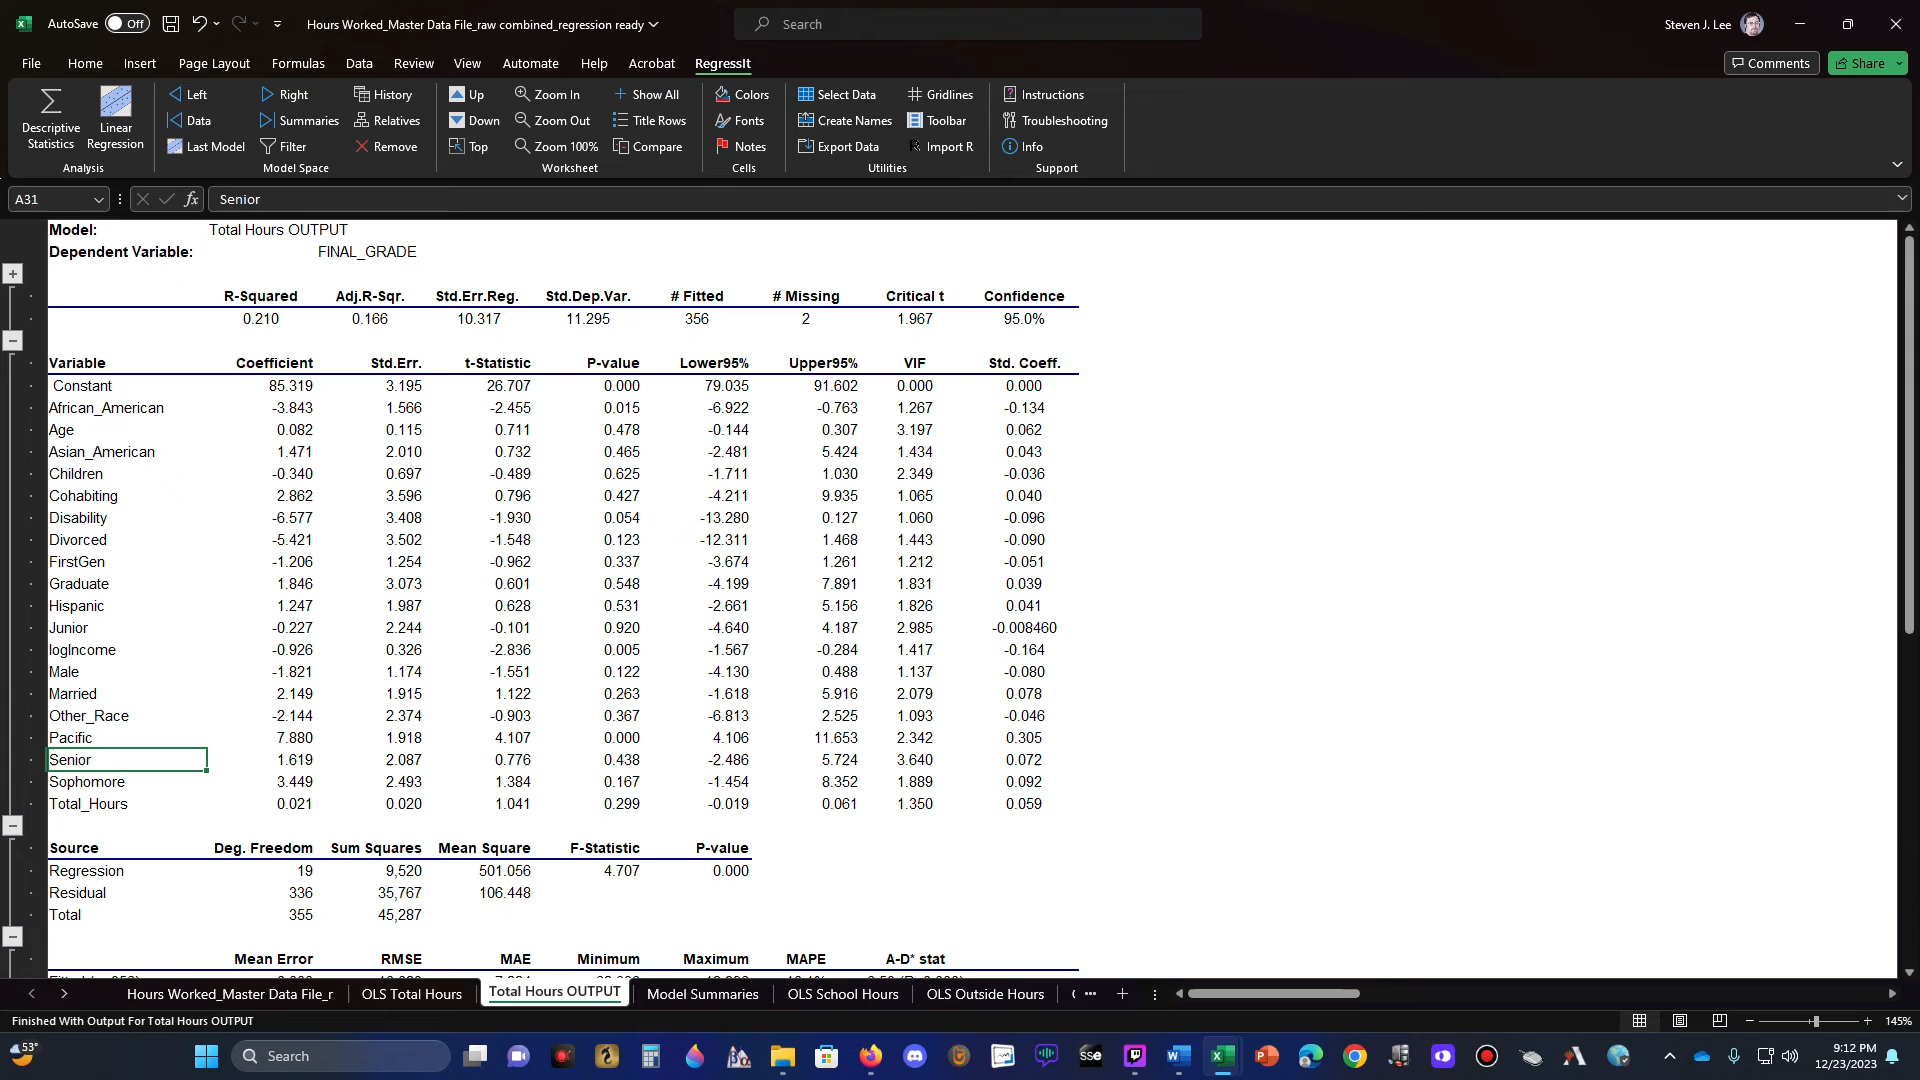 AutoSave Off Hours Worked_Master Data File_raw combined_regression ready Search Steven J. Lee
File Home Insert Page Layout Formulas Data Review View Automate Help Acrobat RegressIt Comments Share
Left Right History Up Zoom In Show All Colors Select Data Gridlines Instructions
Descriptive Statistics Linear Regression Data Summaries Relatives Down Zoom Out Title Rows Fonts Create Names Toolbar Troubleshooting
Last Model Filter Remove Top Zoom 100% Compare Notes Export Data Import R Info
Analysis Model Space Worksheet Cells Utilities Support
A31 fx Senior
Model: Total Hours OUTPUT
Dependent Variable: FINAL_GRADE
R-Squared Adj.R-Sqr. Std.Err.Reg. Std.Dep.Var. # Fitted # Missing Critical t Confidence
0.210 0.166 10.317 11.295 356 2 1.967 95.0%
Variable Coefficient Std.Err. t-Statistic P-value Lower95% Upper95% VIF Std. Coeff.
Constant 85.319 3.195 26.707 0.000 79.035 91.602 0.000 0.000
African_American -3.843 1.566 -2.455 0.015 -6.922 -0.763 1.267 -0.134
Age 0.082 0.115 0.711 0.478 -0.144 0.307 3.197 0.062
Asian_American 1.471 2.010 0.732 0.465 -2.481 5.424 1.434 0.043
Children -0.340 0.697 -0.489 0.625 -1.711 1.030 2.349 -0.036
Cohabiting 2.862 3.596 0.796 0.427 -4.211 9.935 1.065 0.040
Disability -6.577 3.408 -1.930 0.054 -13.280 0.127 1.060 -0.096
Divorced -5.421 3.502 -1.548 0.123 -12.311 1.468 1.443 -0.090
FirstGen -1.206 1.254 -0.962 0.337 -3.674 1.261 1.212 -0.051
Graduate 1.846 3.073 0.601 0.548 -4.199 7.891 1.831 0.039
Hispanic 1.247 1.987 0.628 0.531 -2.661 5.156 1.826 0.041
Junior -0.227 2.244 -0.101 0.920 -4.640 4.187 2.985 -0.008460
logIncome -0.926 0.326 -2.836 0.005 -1.567 -0.284 1.417 -0.164
Male -1.821 1.174 -1.551 0.122 -4.130 0.488 1.137 -0.080
Married 2.149 1.915 1.122 0.263 -1.618 5.916 2.079 0.078
Other_Race -2.144 2.374 -0.903 0.367 -6.813 2.525 1.093 -0.046
Pacific 7.880 1.918 4.107 0.000 4.106 11.653 2.342 0.305
Senior 1.619 2.087 0.776 0.438 -2.486 5.724 3.640 0.072
Sophomore 3.449 2.493 1.384 0.167 -1.454 8.352 1.889 0.092
Total_Hours 0.021 0.020 1.041 0.299 -0.019 0.061 1.350 0.059
Source Deg. Freedom Sum Squares Mean Square F-Statistic P-value
Regression 19 9,520 501.056 4.707 0.000
Residual 336 35,767 106.448
Total 355 45,287
Mean Error RMSE MAE Minimum Maximum MAPE A-D* stat
Hours Worked_Master Data File_r OLS Total Hours Total Hours OUTPUT Model Summaries OLS School Hours OLS Outside Hours
Finished With Output For Total Hours OUTPUT 145%
53° Search 9:12 PM
12/23/2023